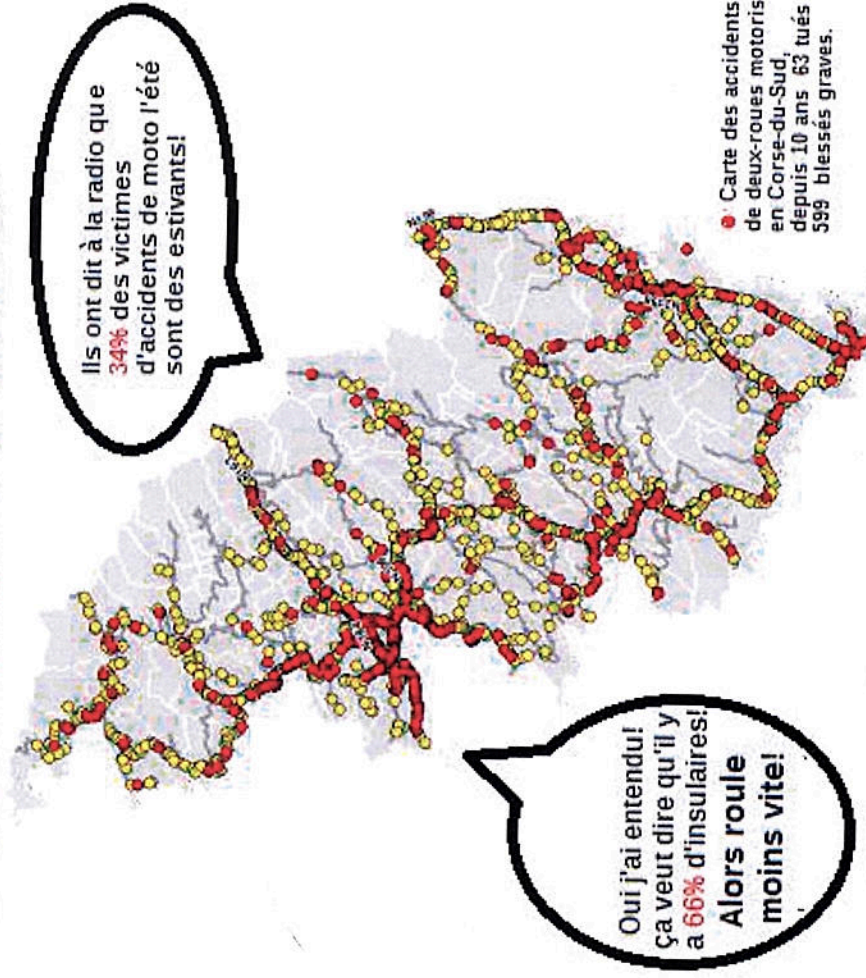 Ils ont dit à la radio que
34% des victimes
d'accidents de moto l'été
sont des estivants!
Oui j'ai entendu!
ça veut dire qu'il y
a 66% d'insulaires!
Alors roule
moins vite!
Carte des accidents
de deux-roues motoris
en Corse-du-Sud,
depuis 10 ans 63 tués
599 blessés graves.